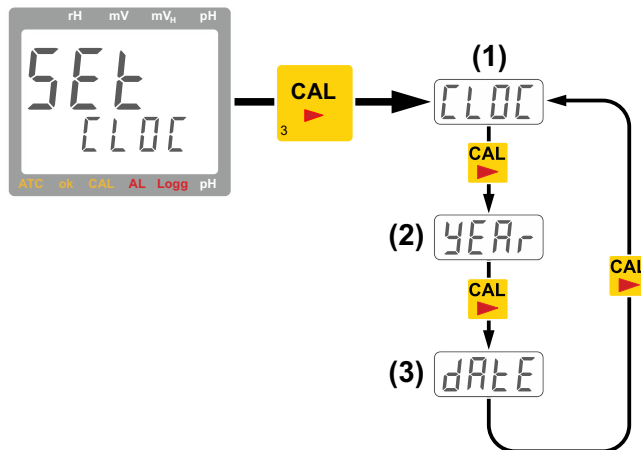 rH mV mVH pH
SEt
CLOC
ATC ok CAL AL Logg pH
CAL
3
(1)
CLOC
CAL
(2) YEAr
CAL
CAL
(3) dAtE